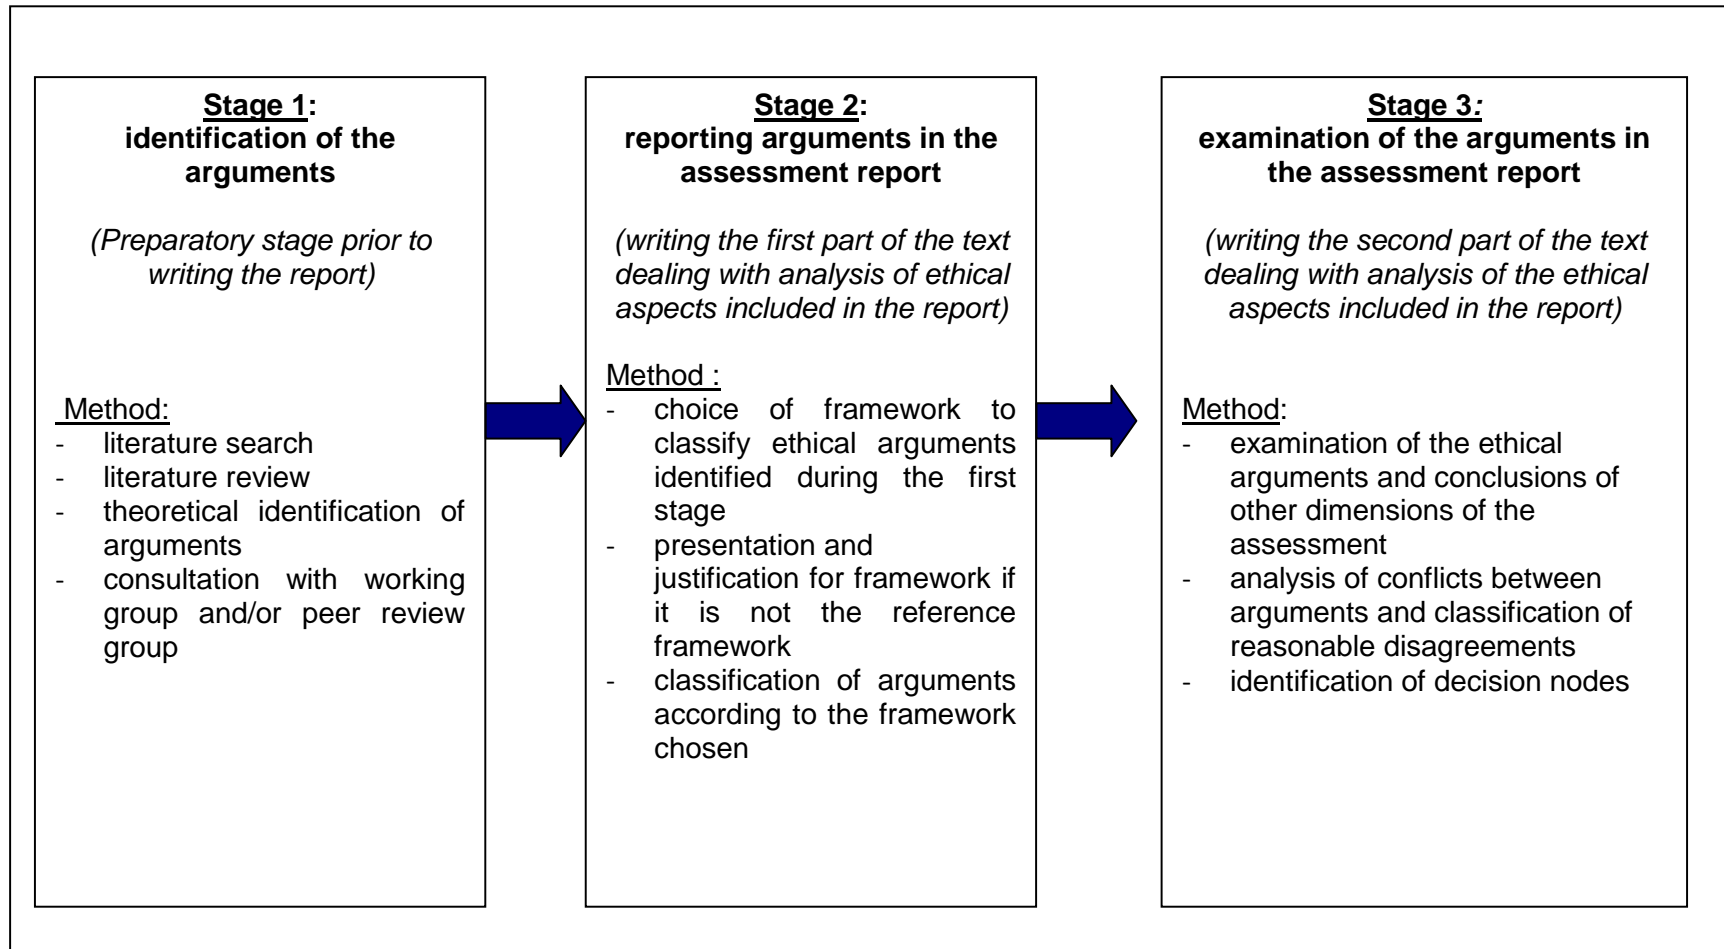 Stage 1:
identification of the
arguments
(Preparatory stage prior to
writing the report)
Method:
- literature search
- literature review
- theoretical identification of
arguments
- consultation with working
group and/or peer review
group
Stage 2:
reporting arguments in the
assessment report
(writing the first part of the text
dealing with analysis of ethical
aspects included in the report)
Method :
- choice of framework to
classify ethical arguments
identified during the first
stage
- presentation and
justification for framework if
it is not the reference
framework
- classification of arguments
according to the framework
chosen
Stage 3:
examination of the arguments in
the assessment report
(writing the second part of the text
dealing with analysis of the ethical
aspects included in the report)
Method:
- examination of the ethical
arguments and conclusions of
other dimensions of the
assessment
- analysis of conflicts between
arguments and classification of
reasonable disagreements
- identification of decision nodes